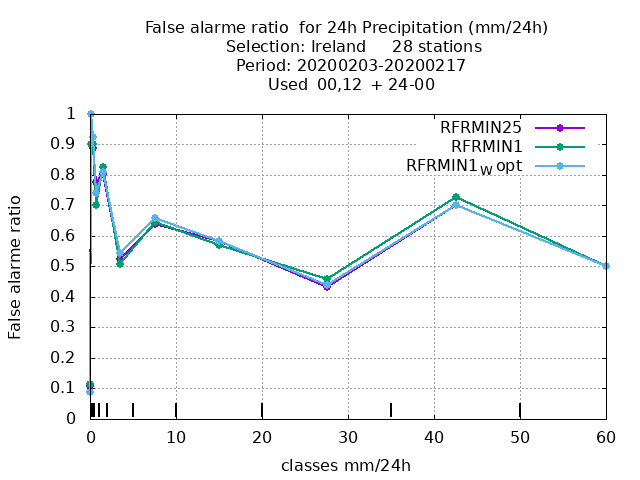 False alarme ratio  for 24h Precipitation (mm/24h)
Selection: Ireland     28 stations
Period: 20200203-20200217
Used  00,12  + 24-00
RFRMIN25
RFRMIN1
RFRMIN1W opt
False alarme ratio
1
0.9
0.8
0.7
0.6
0.5
0.4
0.3
0.2
0.1
0
0 10 20 30 40 50 60
classes mm/24h